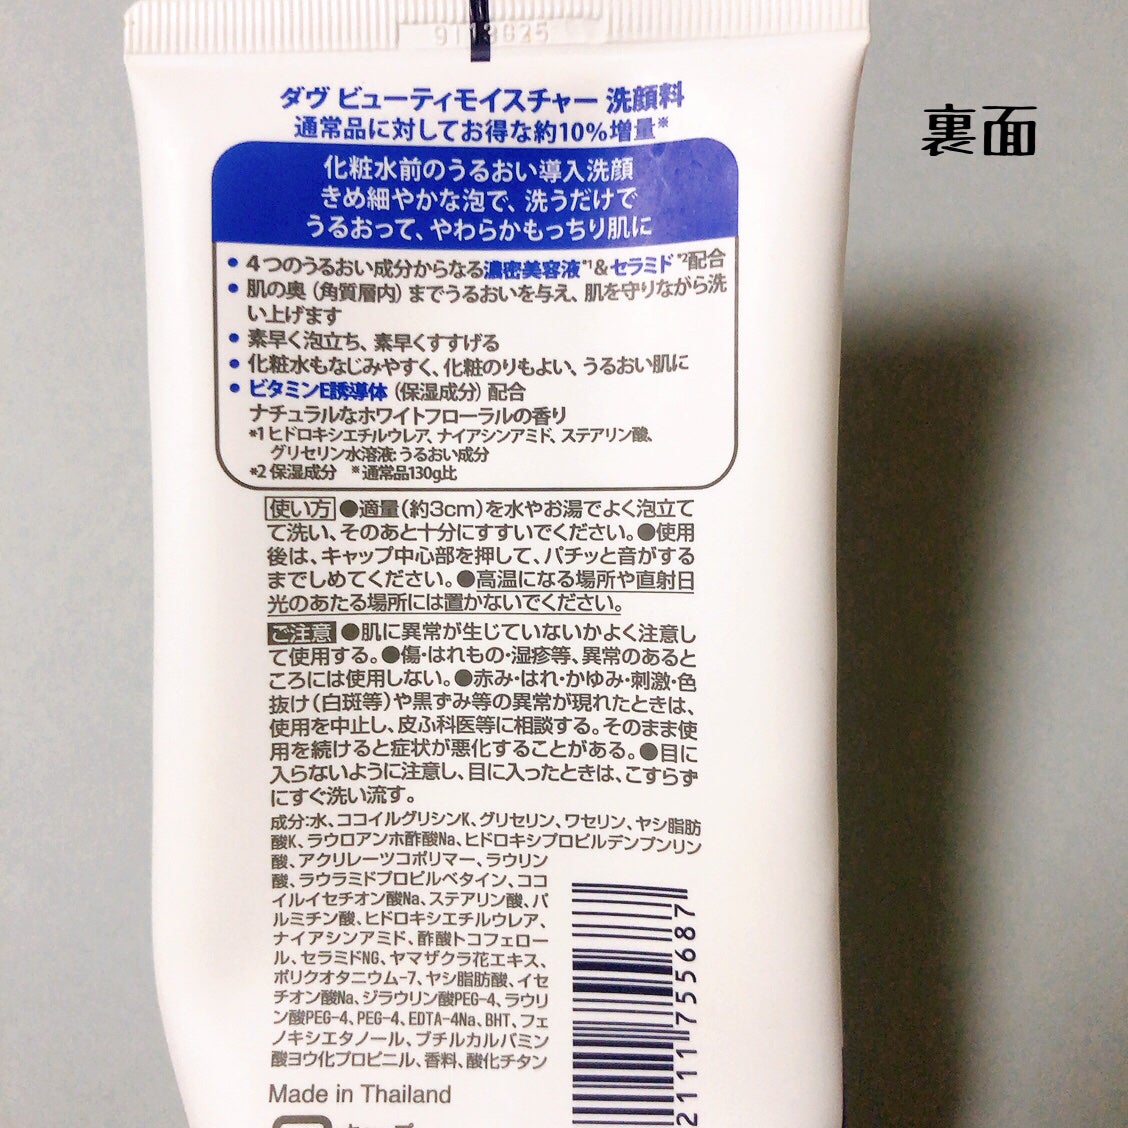 9113G25
ダヴ ビューティモイスチャー 洗顔料
通常品に対してお得な約10%増量※
裏面
化粧水前のうるおい導入洗顔
きめ細やかな泡で、洗うだけで
うるおって、やわらかもっちり肌に
● 4つのうるおい成分からなる濃密美容液*1&セラミド*2配合
● 肌の奥(角質層内)までうるおいを与え、肌を守りながら洗
い上げます
● 素早く泡立ち、素早くすすげる
● 化粧水もなじみやすく、化粧のりもよい、うるおい肌に
● ビタミンE誘導体(保湿成分)配合
ナチュラルなホワイトフローラルの香り
*1 ヒドロキシエチルウレア、ナイアシンアミド、ステアリン酸、
グリセリン水溶液:うるおい成分
*2 保湿成分 ※通常品130g比
使い方 ●適量(約3cm)を水やお湯でよく泡立て
て洗い、そのあと十分にすすいでください。●使用
後は、キャップ中心部を押して、パチッと音がする
までしめてください。●高温になる場所や直射日
光のあたる場所には置かないでください。
ご注意 ●肌に異常が生じていないかよく注意し
て使用する。●傷・はれもの・湿疹等、異常のあると
ころには使用しない。●赤み・はれ・かゆみ・刺激・色
抜け(白斑等)や黒ずみ等の異常が現れたときは、
使用を中止し、皮ふ科医等に相談する。そのまま使
用を続けると症状が悪化することがある。●目に
入らないように注意し、目に入ったときは、こすらず
にすぐ洗い流す。
成分:水、ココイルグリシンK、グリセリン、ワセリン、ヤシ脂肪
酸K、ラウロアンホ酢酸Na、ヒドロキシプロピルデンプンリン
酸、アクリレーツコポリマー、ラウリン
酸、ラウラミドプロピルベタイン、ココ
イルイセチオン酸Na、ステアリン酸、パ
ルミチン酸、ヒドロキシエチルウレア、
ナイアシンアミド、酢酸トコフェロー
ル、セラミドNG、ヤマザクラ花エキス、
ポリクオタニウム-7、ヤシ脂肪酸、イセ
チオン酸Na、ジラウリン酸PEG-4、ラウリ
ン酸PEG-4、PEG-4、EDTA-4Na、BHT、フェ
ノキシエタノール、ブチルカルバミン
酸ヨウ化プロピニル、香料、酸化チタン
Made in Thailand
2111755687